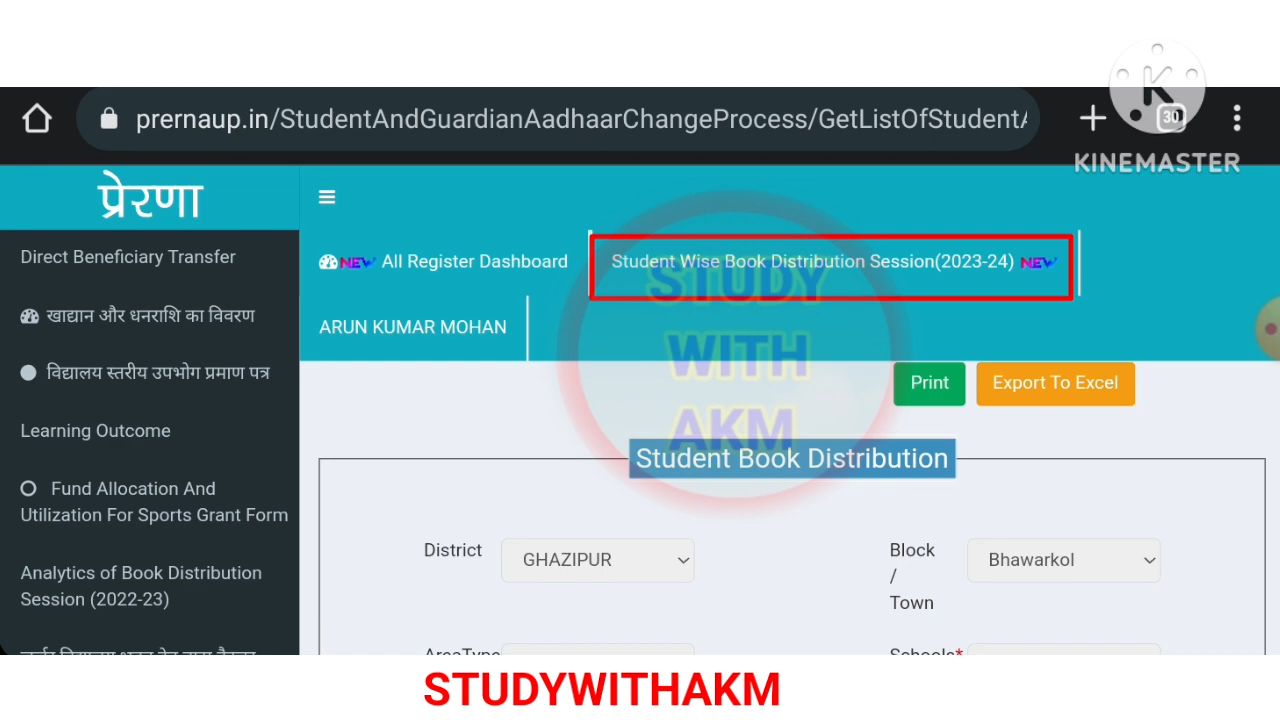 prernaup.in/StudentAndGuardianAadhaarChangeProcess/GetListOfStudentA
30
K
KINEMASTER
प्रेरणा
Direct Beneficiary Transfer
खाद्यान और धनराशि का विवरण
विद्यालय स्तरीय उपभोग प्रमाण पत्र
Learning Outcome
Fund Allocation And
Utilization For Sports Grant Form
Analytics of Book Distribution
Session (2022-23)
NEW All Register Dashboard
Student Wise Book Distribution Session(2023-24) NEW
ARUN KUMAR MOHAN
STUDY
WITH
AKM
Print
Export To Excel
Student Book Distribution
District
GHAZIPUR
Block
/
Town
Bhawarkol
AreaType
Schools*
STUDYWITHAKM